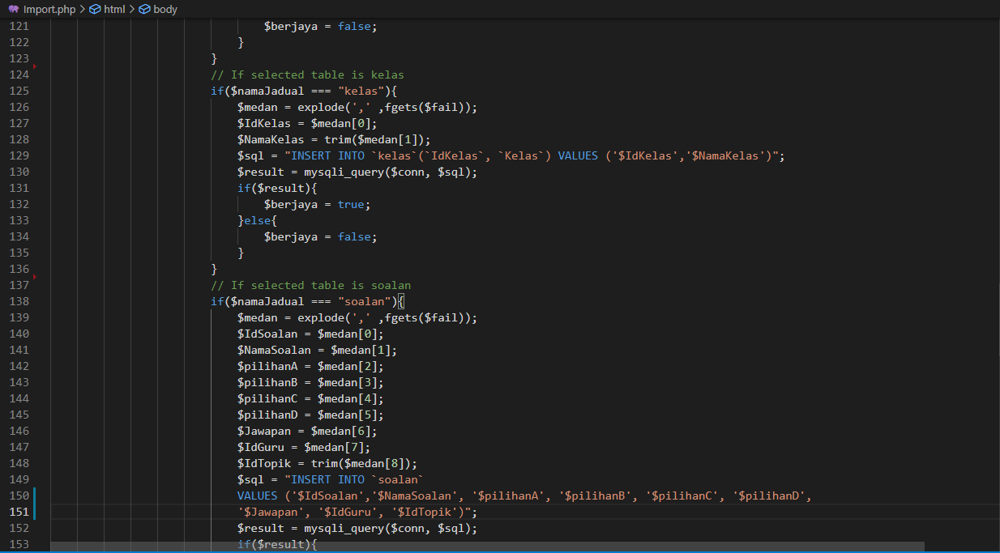 Import.php > html > body
121 $berjaya = false;
122 }
123 }
124 // If selected table is kelas
125 if($namaJadual === "kelas"){
126 $medan = explode(',' ,fgets($fail));
127 $IdKelas = $medan[0];
128 $NamaKelas = trim($medan[1]);
129 $sql = "INSERT INTO `kelas`(`IdKelas`, `Kelas`) VALUES ('$IdKelas','$NamaKelas')";
130 $result = mysqli_query($conn, $sql);
131 if($result){
132 $berjaya = true;
133 }else{
134 $berjaya = false;
135 }
136 }
137 // If selected table is soalan
138 if($namaJadual === "soalan"){
139 $medan = explode(',' ,fgets($fail));
140 $IdSoalan = $medan[0];
141 $NamaSoalan = $medan[1];
142 $pilihanA = $medan[2];
143 $pilihanB = $medan[3];
144 $pilihanC = $medan[4];
145 $pilihanD = $medan[5];
146 $Jawapan = $medan[6];
147 $IdGuru = $medan[7];
148 $IdTopik = trim($medan[8]);
149 $sql = "INSERT INTO `soalan`
150 VALUES ('$IdSoalan','$NamaSoalan', '$pilihanA', '$pilihanB', '$pilihanC', '$pilihanD',
151 '$Jawapan', '$IdGuru', '$IdTopik')";
152 $result = mysqli_query($conn, $sql);
153 if($result){